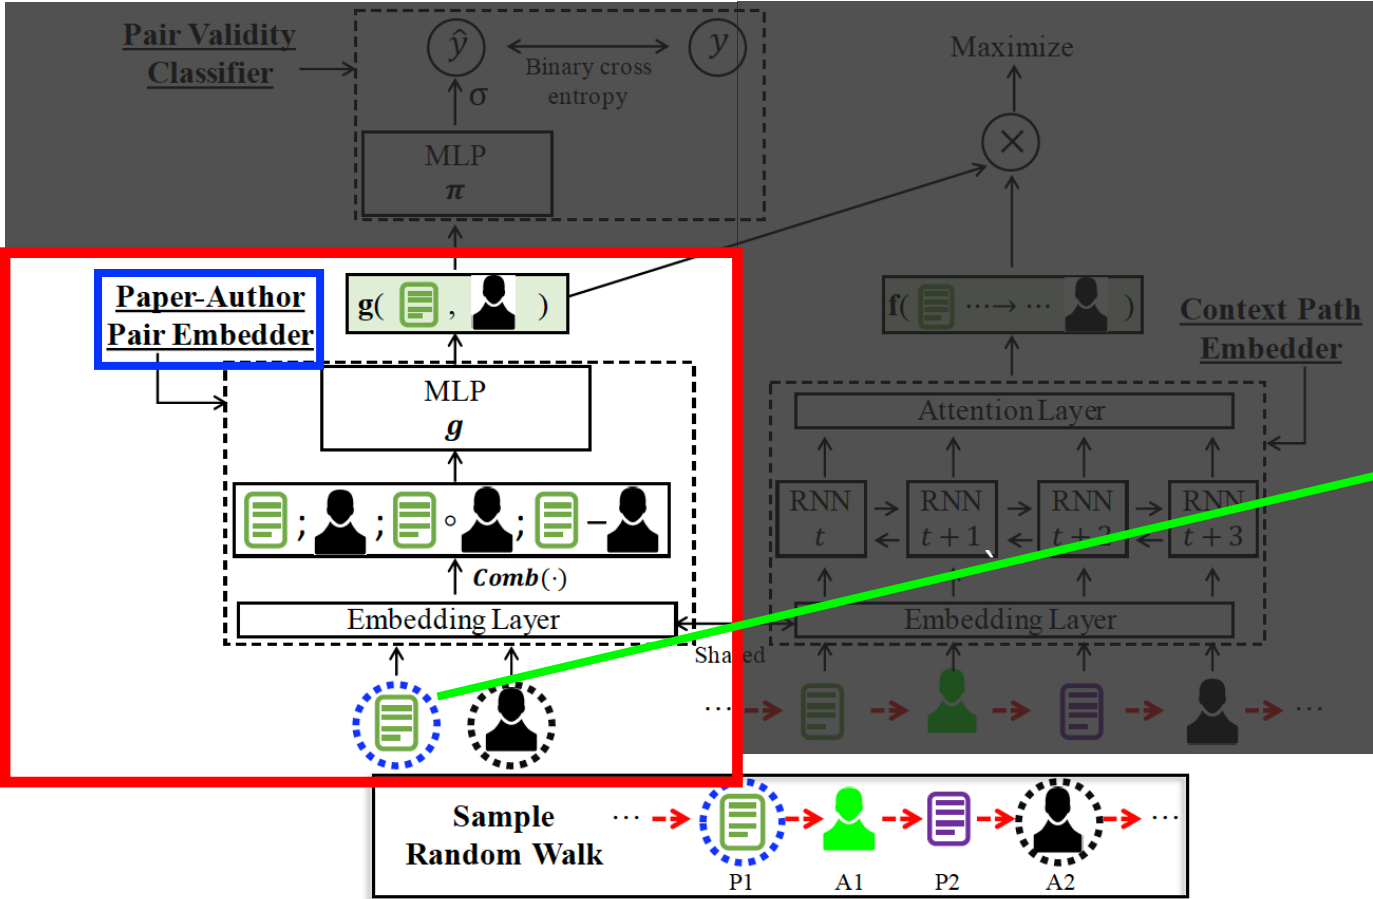 Pair Validity
Classifier
ŷ
y
Binary cross
entropy
σ
MLP
π
Maximize
×
Paper-Author
Pair Embedder
g( , )
f( ⋯→ ⋯ )
Context Path
Embedder
MLP
g
Attention Layer
; ; ∘ ; −
RNN
t
RNN
t + 1
RNN
t + 2
RNN
t + 3
Comb(·)
Embedding Layer
Embedding Layer
Shared
⋯
⋯
Sample
Random Walk
⋯
⋯
P1
A1
P2
A2